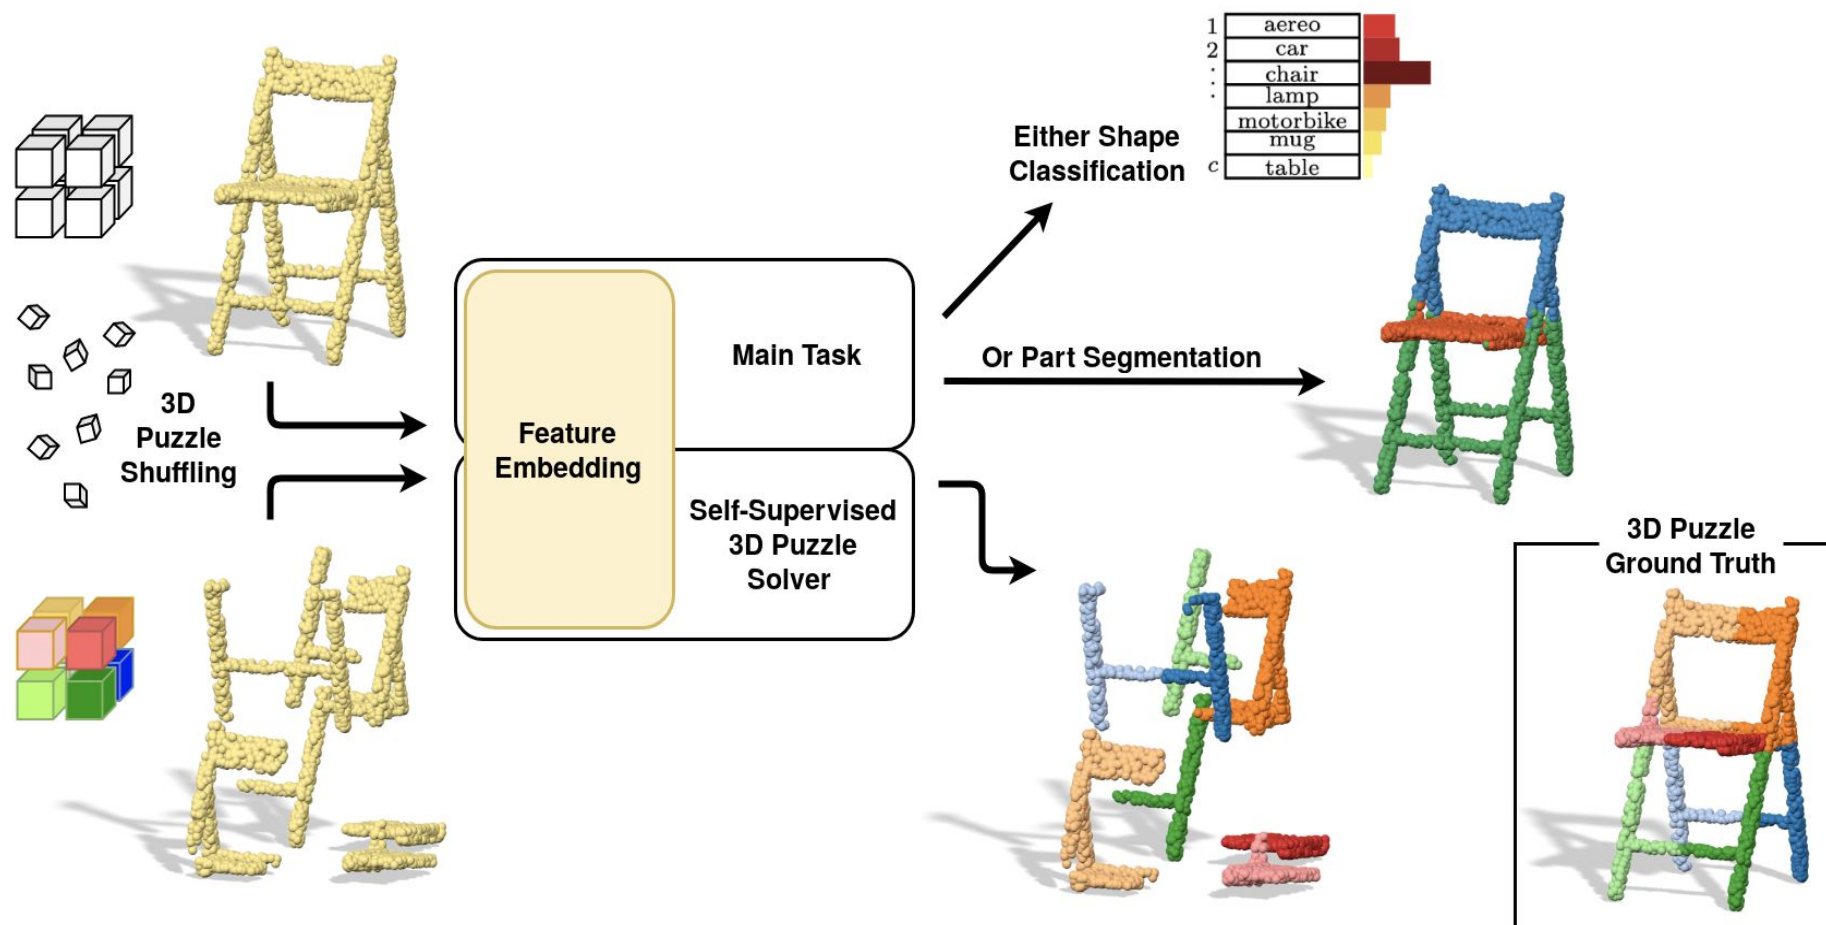 1 aereo
2 car
: chair
. lamp
motorbike
mug
c table
Either Shape
Classification
Main Task
Or Part Segmentation
3D
Puzzle
Shuffling
Feature
Embedding
Self-Supervised
3D Puzzle
Solver
3D Puzzle
Ground Truth